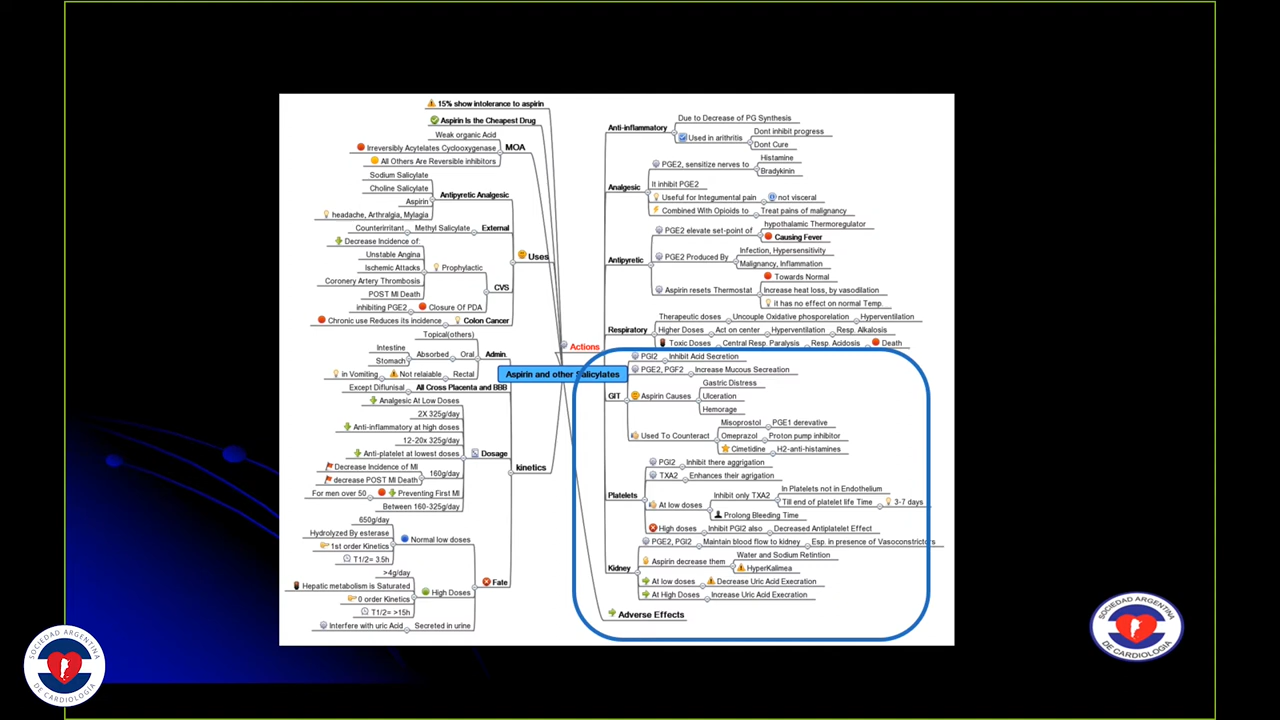 15% show intolerance to aspirin
Aspirin Is the Cheapest Drug
Weak organic Acid
Irreversibly Acytelates Cyclooxygenase
MOA
All Others Are Reversible inhibitors
Sodium Salicylate
Choline Salicylate
Antipyretic Analgesic
Aspirin
headache, Arthralgia, Mylagia
Counterirritant
Methyl Salicylate
External
Decrease Incidence of
Unstable Angina
Uses
Ischemic Attacks
Prophylactic
Coronery Artery Thrombosis
CVS
POST MI Death
inhibiting PGE2
Closure Of PDA
Chronic use Reduces its incidence
Colon Cancer
Topical(others)
Intestine
Stomach
Absorbed
Oral
Admin.
in Vomiting
Not relaiable
Rectal
Except Diflunisal
All Cross Placenta and BBB
Analgesic At Low Doses
2X 325g/day
Anti-inflammatory at high doses
12-20x 325g/day
Anti-platelet at lowest doses
Dosage
Decrease Incidence of MI
decrease POST MI Death
160g/day
kinetics
For men over 50
Preventing First MI
Between 160-325g/day
650g/day
Hydrolyzed By esterase
Normal low doses
1st order Kinetics
T1/2= 3.5h
>4g/day
Fate
Hepatic metabolism is Saturated
High Doses
0 order Kinetics
T1/2= >15h
Interfere with uric Acid
Secreted in urine
Aspirin and other Salicylates
Actions
Anti-inflammatory
Due to Decrease of PG Synthesis
Used in arithritis
Dont inhibit progress
Dont Cure
Analgesic
PGE2, sensitize nerves to
Histamine
Bradykinin
It inhibit PGE2
Useful for Integumental pain
not visceral
Combined With Opioids to
Treat pains of malignancy
Antipyretic
PGE2 elevate set-point of
hypothalamic Thermoregulator
Causing Fever
PGE2 Produced By
Infection, Hypersensitivity
Malignancy, Inflammation
Aspirin resets Thermostat
Towards Normal
Increase heat loss, by vasodilation
it has no effect on normal Temp.
Respiratory
Therapeutic doses
Uncouple Oxidative phosporelation
Hyperventilation
Higher Doses
Act on center
Hyperventilation
Resp. Alkalosis
Toxic Doses
Central Resp. Paralysis
Resp. Acidosis
Death
GIT
PGI2
Inhibit Acid Secretion
PGE2, PGF2
Increase Mucous Secreation
Aspirin Causes
Gastric Distress
Ulceration
Hemorage
Used To Counteract
Misoprostol
PGE1 derevative
Omeprazol
Proton pump inhibitor
Cimetidine
H2-anti-histamines
Platelets
PGI2
Inhibit there aggrigation
TXA2
Enhances their agrigation
At low doses
Inhibit only TXA2
In Platelets not in Endothelium
Till end of platelet life Time
3-7 days
Prolong Bleeding Time
High doses
Inhibit PGI2 also
Decreased Antiplatelet Effect
Kidney
PGE2, PGI2
Maintain blood flow to kidney
Esp. in presence of Vasoconstrictors
Aspirin decrease them
Water and Sodium Retintion
HyperKalimea
At low doses
Decrease Uric Acid Execration
At High Doses
Increase Uric Acid Execration
Adverse Effects
SOCIEDAD ARGENTINA
DE CARDIOLOGÍA
SOCIEDAD ARGENTINA
DE CARDIOLOGIA